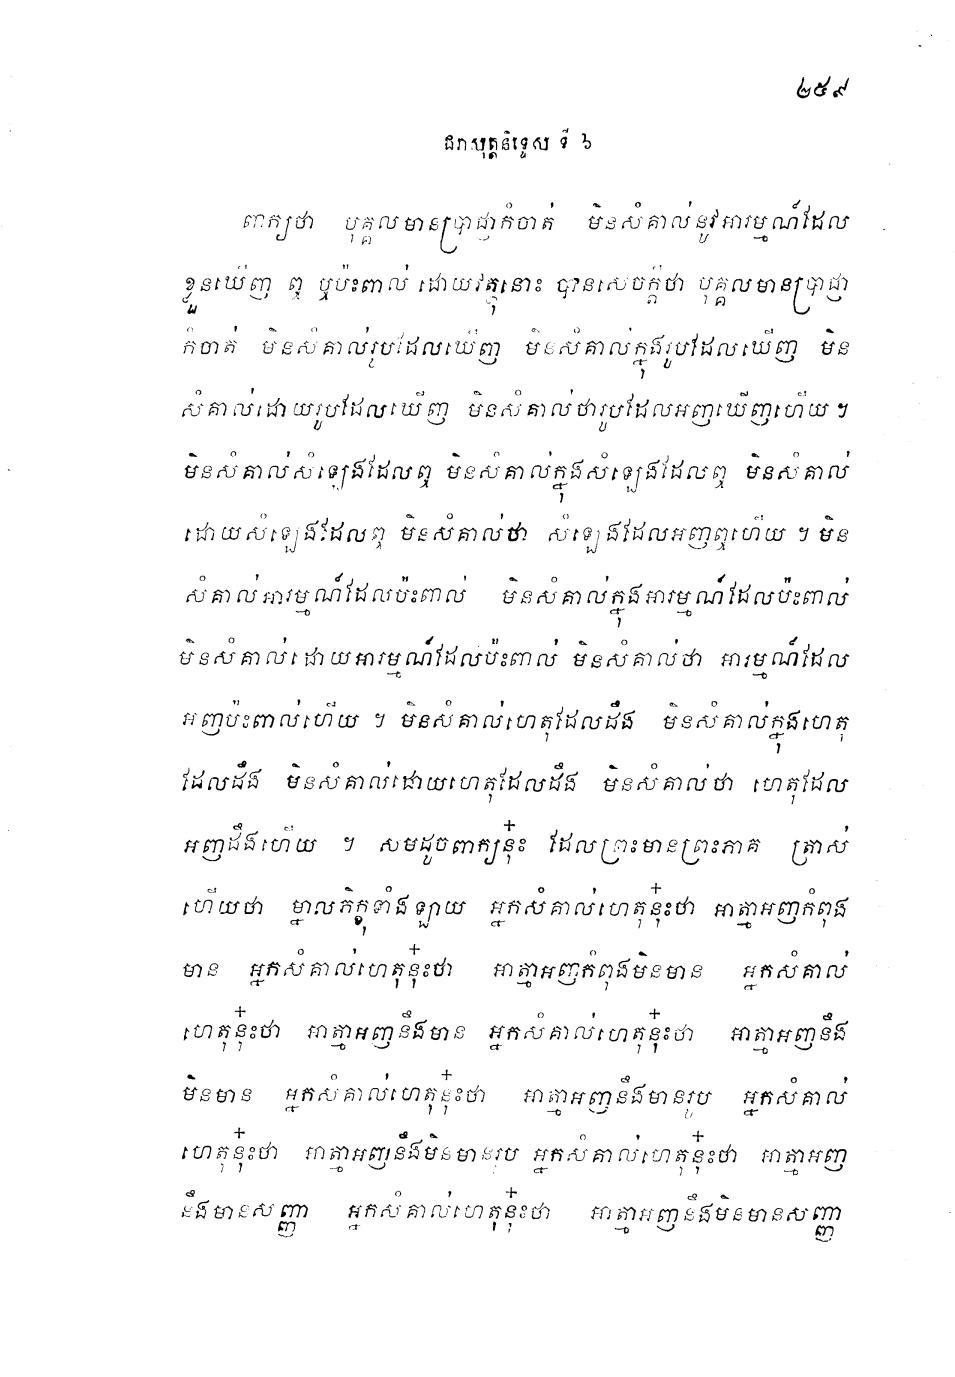 ២៥៩
ជរាសុត្តនិទ្ទេស ទី ៦
ពាក្យថា បុគ្គលមានប្រាជ្ញាកំចាត់ មិនសំគាល់នូវអារម្មណ៍ដែល
ខ្លួនឃើញ ឮ ឬប៉ះពាល់ ដោយវត្ថុនោះ បានសេចក្តីថា បុគ្គលមានប្រាជ្ញា
កំចាត់ មិនសំគាល់រូបដែលឃើញ មិនសំគាល់ក្នុងរូបដែលឃើញ មិន
សំគាល់ដោយរូបដែលឃើញ មិនសំគាល់ថារូបដែលអញឃើញហើយ ។
មិនសំគាល់សំឡេងដែលឮ មិនសំគាល់ក្នុងសំឡេងដែលឮ មិនសំគាល់
ដោយសំឡេងដែលឮ មិនសំគាល់ថា សំឡេងដែលអញឮហើយ ។ មិន
សំគាល់អារម្មណ៍ដែលប៉ះពាល់ មិនសំគាល់ក្នុងអារម្មណ៍ដែលប៉ះពាល់
មិនសំគាល់ដោយអារម្មណ៍ដែលប៉ះពាល់ មិនសំគាល់ថា អារម្មណ៍ដែល
អញប៉ះពាល់ហើយ ។ មិនសំគាល់ហេតុដែលដឹង មិនសំគាល់ក្នុងហេតុ
ដែលដឹង មិនសំគាល់ដោយហេតុដែលដឹង មិនសំគាល់ថា ហេតុដែល
អញដឹងហើយ ។ សមដូចពាក្យនុ៎ះ ដែលព្រះមានព្រះភាគ ត្រាស់
ហើយថា ម្នាលភិក្ខុទាំងឡាយ អ្នកសំគាល់ហេតុនុ៎ះថា អាត្មាអញកំពុង
មាន អ្នកសំគាល់ហេតុនុ៎ះថា អាត្មាអញកំពុងមិនមាន អ្នកសំគាល់
ហេតុនុ៎ះថា អាត្មាអញនឹងមាន អ្នកសំគាល់ហេតុនុ៎ះថា អាត្មាអញនឹង
មិនមាន អ្នកសំគាល់ហេតុនុ៎ះថា អាត្មាអញនឹងមានរូប អ្នកសំគាល់
ហេតុនុ៎ះថា អាត្មាអញនឹងមិនមានរូប អ្នកសំគាល់ហេតុនុ៎ះថា អាត្មាអញ
នឹងមានសញ្ញា អ្នកសំគាល់ហេតុនុ៎ះថា អាត្មាអញនឹងមិនមានសញ្ញា